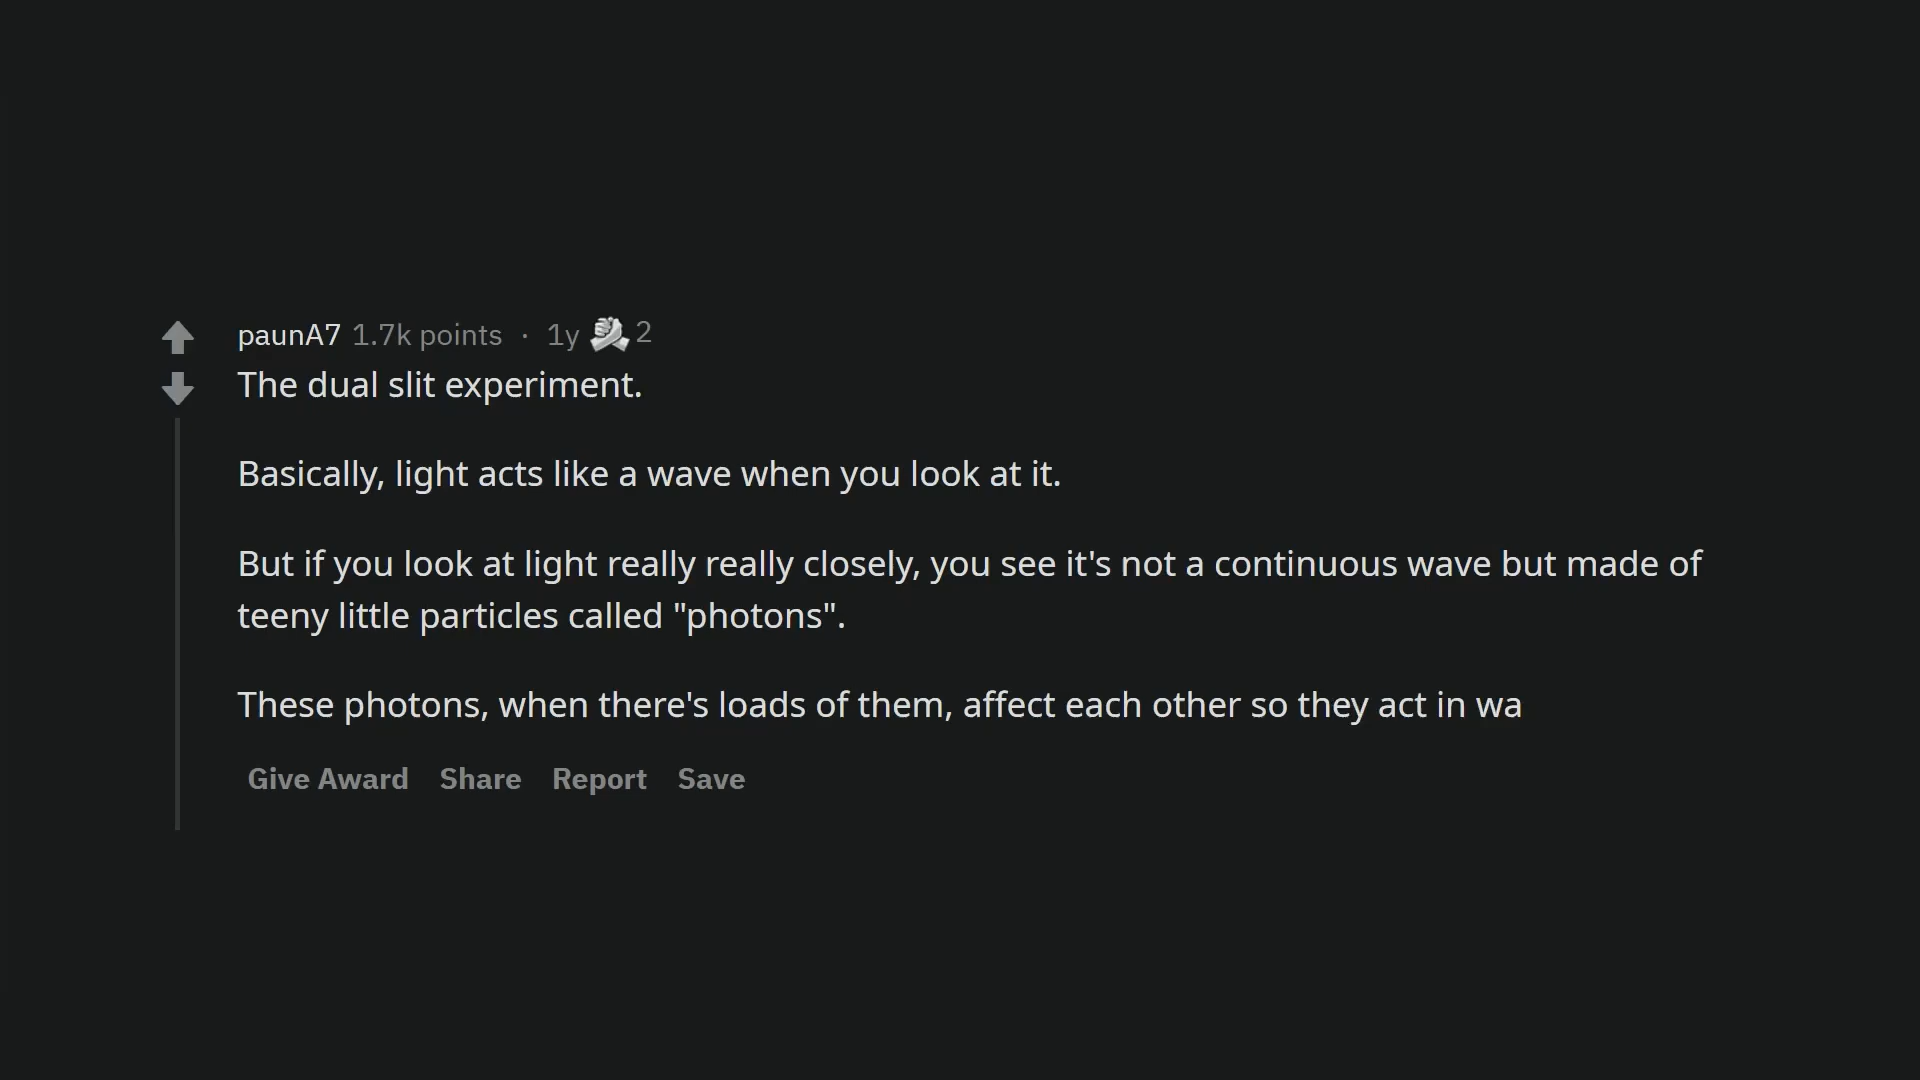 paunA7 1.7k points · 1y 2
The dual slit experiment.
Basically, light acts like a wave when you look at it.
But if you look at light really really closely, you see it's not a continuous wave but made of
teeny little particles called "photons".
These photons, when there's loads of them, affect each other so they act in wa
Give Award Share Report Save